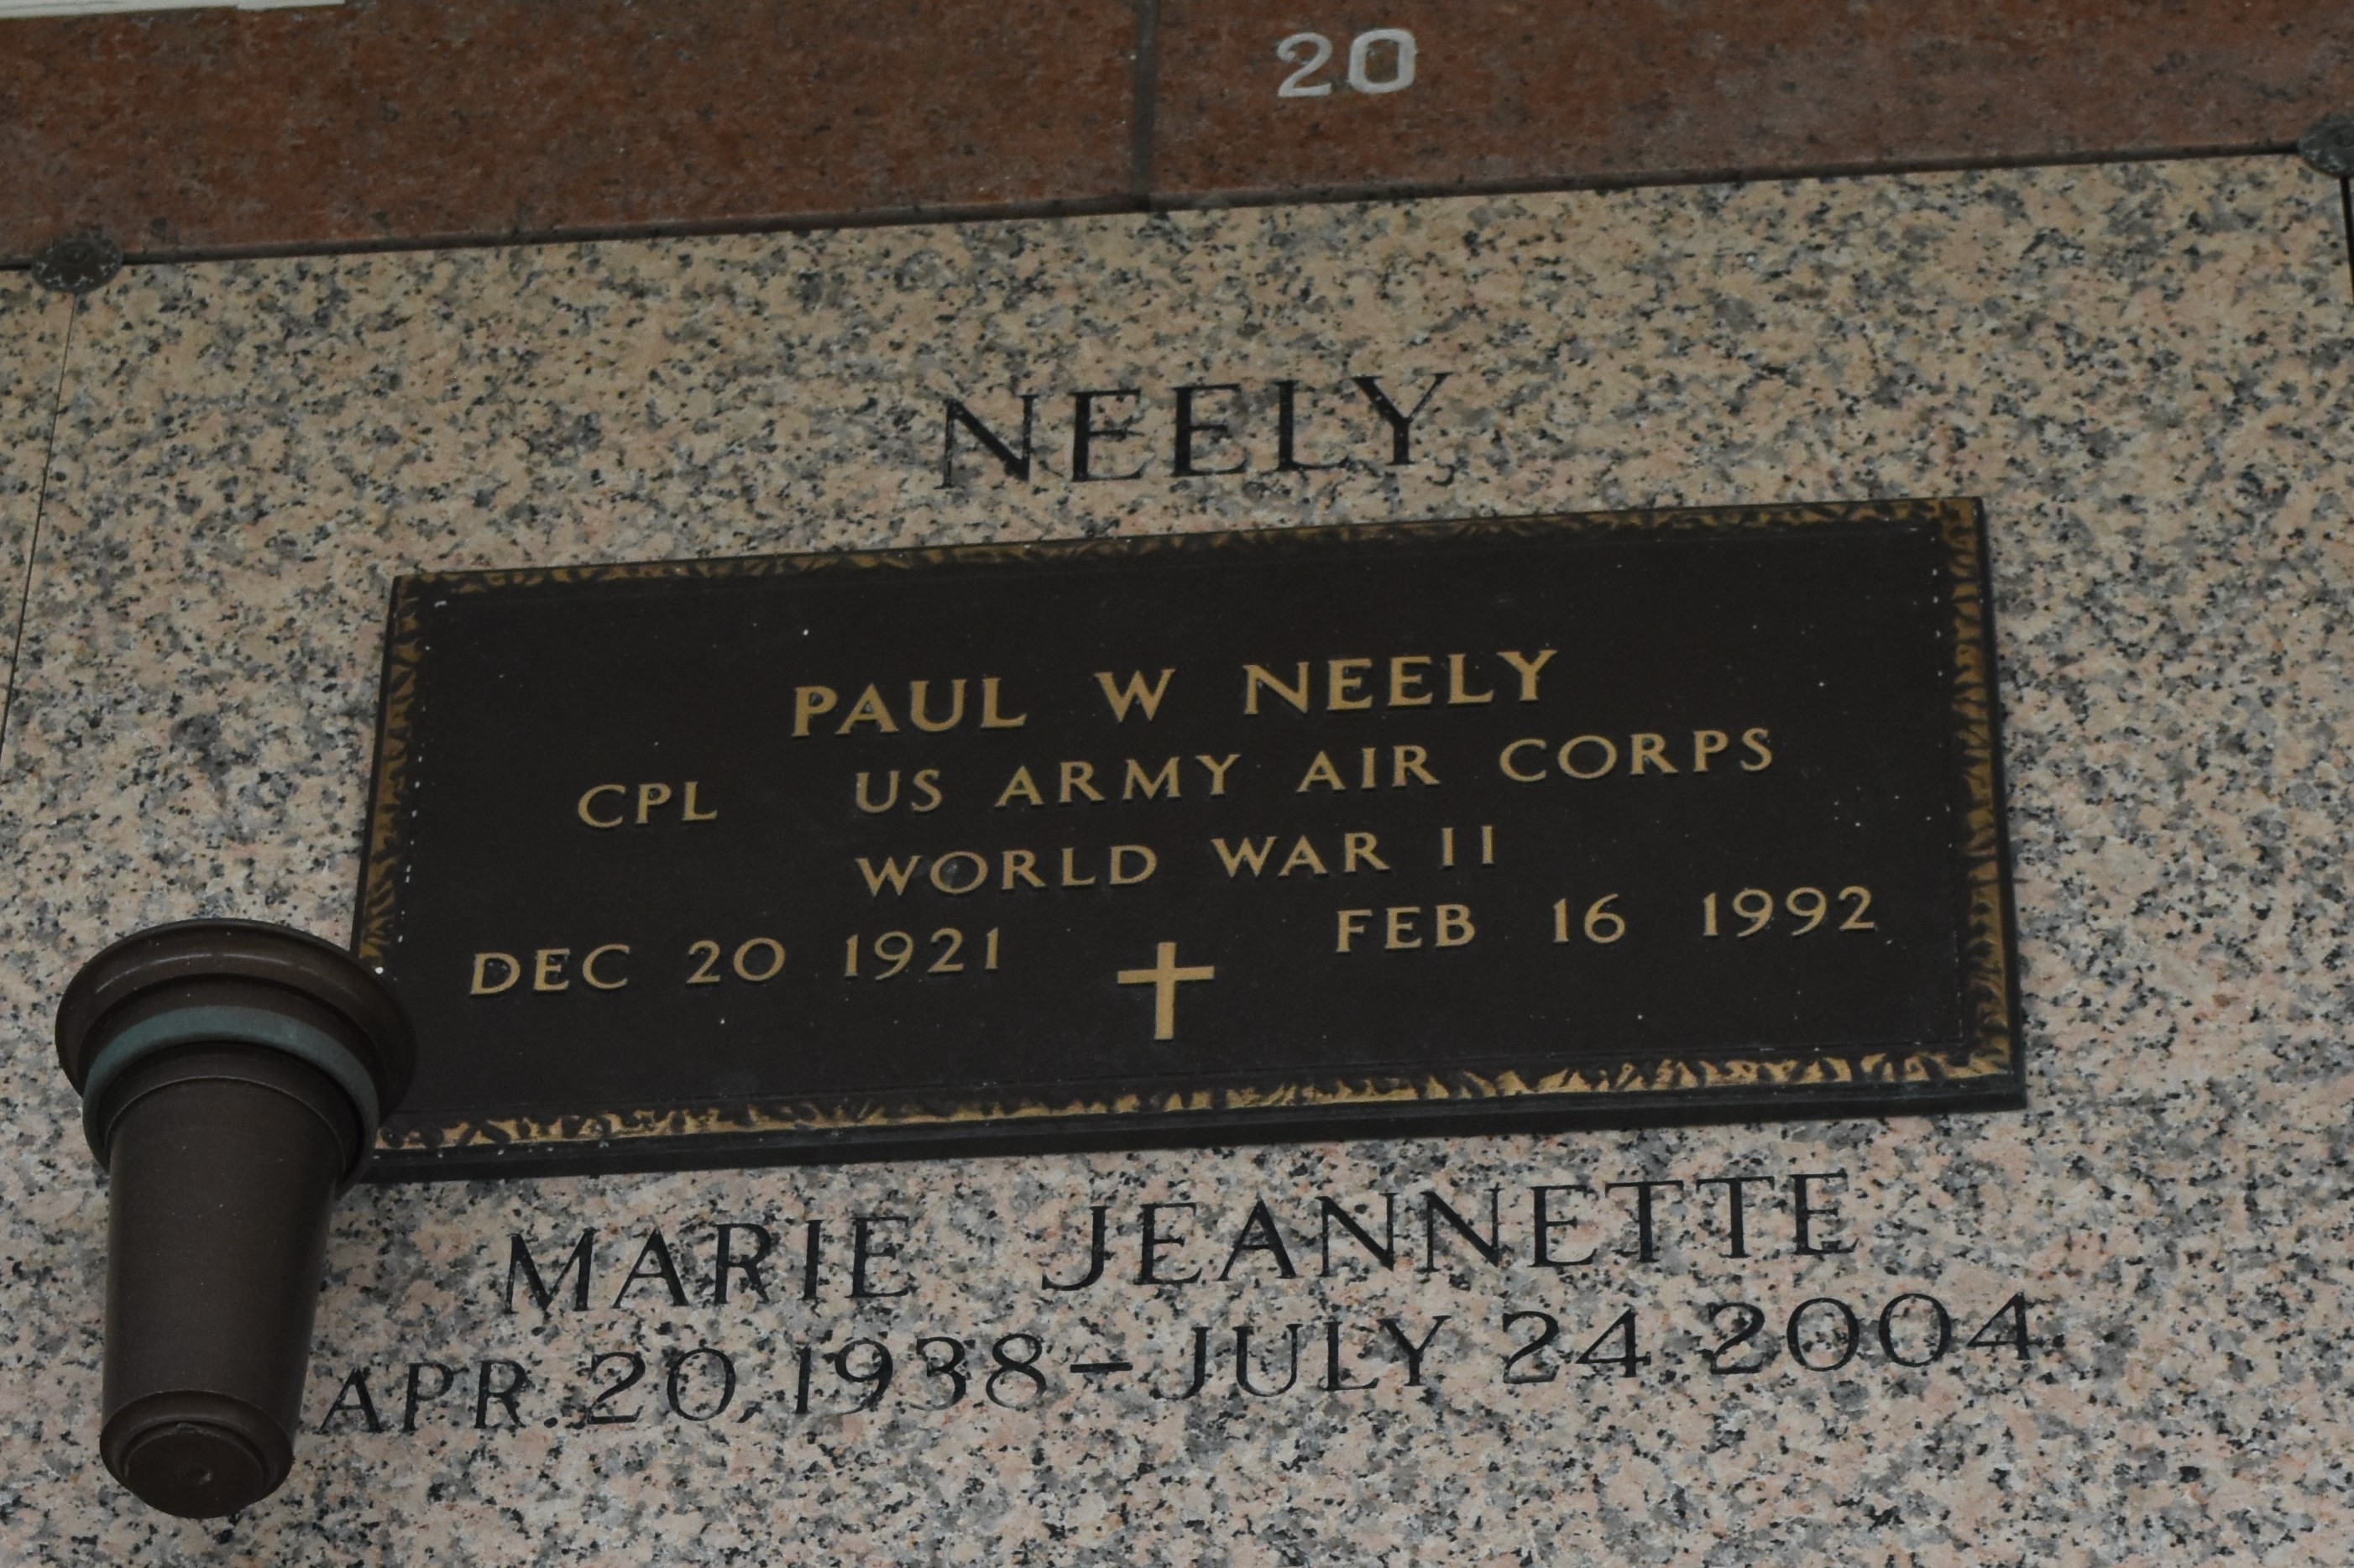 20
NEELY
PAUL W NEELY
CPL US ARMY AIR CORPS
WORLD WAR II
DEC 20 1921 FEB 16 1992
MARIE JEANNETTE
APR. 20, 1938 – JULY 24 2004